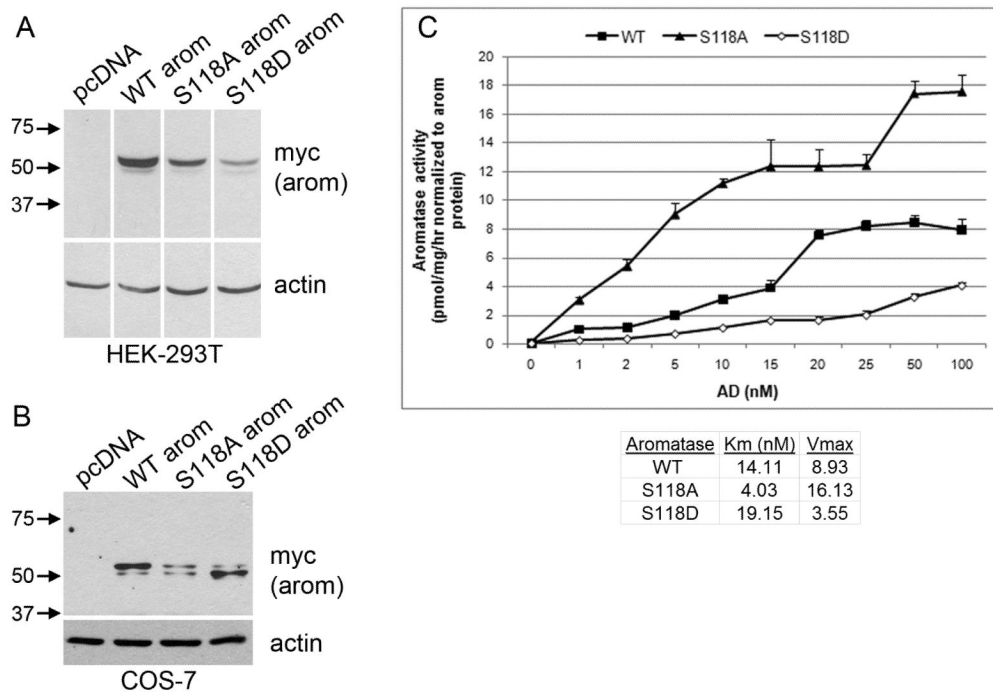 A
pcDNA
WT arom
S118A arom
S118D arom
75
50
37
myc
(arom)
actin
HEK-293T
B
pcDNA
WT arom
S118A arom
S118D arom
75
50
37
myc
(arom)
actin
COS-7
C
WT S118A S118D
Aromatase activity
(pmol/mg/hr normalized to arom
protein)
20
18
16
14
12
10
8
6
4
2
0
0 1 2 5 10 15 20 25 50 100
AD (nM)
Aromatase Km (nM) Vmax
WT 14.11 8.93
S118A 4.03 16.13
S118D 19.15 3.55